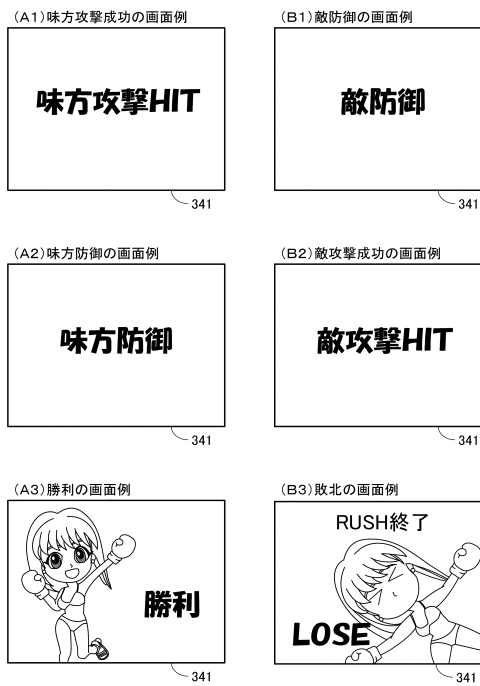 (A1)味方攻撃成功の画面例
味方攻撃HIT
341
(B1)敵防御の画面例
敵防御
341
(A2)味方防御の画面例
味方防御
341
(B2)敵攻撃成功の画面例
敵攻撃HIT
341
(A3)勝利の画面例
勝利
341
(B3)敗北の画面例
RUSH終了
LOSE
341